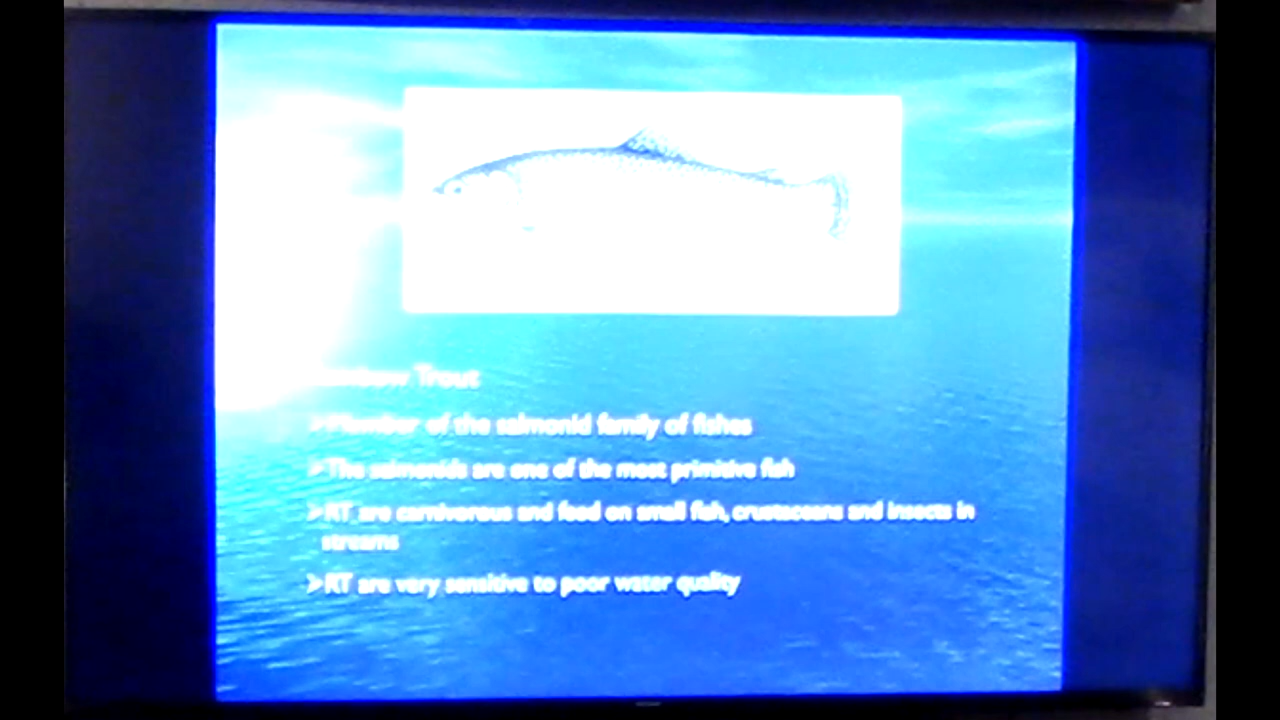 Trout
➢Member of the salmonid family of fishes
➢The salmonids are one of the most primitive fish
➢RT are carnivorous and feed on small fish, crustaceans and insects in
streams
➢RT are very sensitive to poor water quality